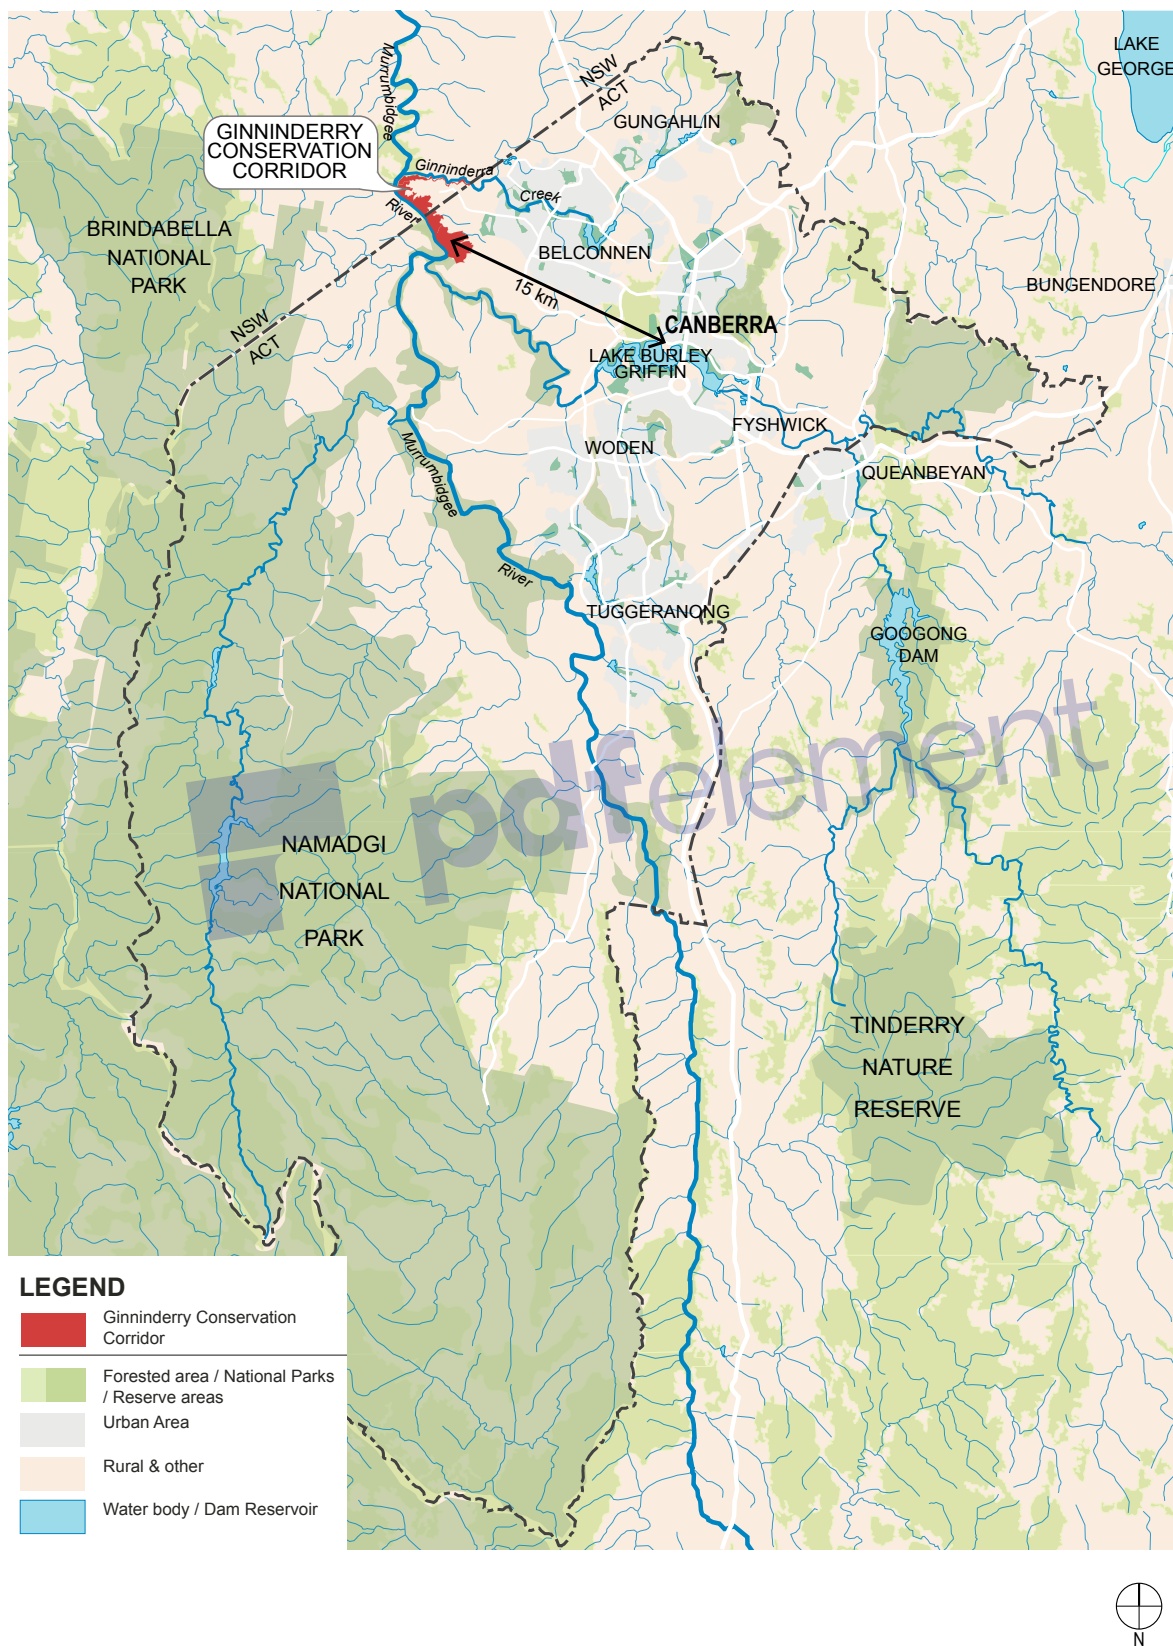 LAKE
GEORGE
NSW
ACT
GUNGAHLIN
Murrumbidgee
GINNINDERRY
CONSERVATION
CORRIDOR
Ginninderra
Creek
River
BRINDABELLA
NATIONAL
PARK
BELCONNEN
BUNGENDORE
15 km
CANBERRA
NSW
ACT
LAKE BURLEY
GRIFFIN
FYSHWICK
WODEN
QUEANBEYAN
Murrumbidgee
River
TUGGERANONG
GOOGONG
DAM
pdfelement
NAMADGI
NATIONAL
PARK
TINDERRY
NATURE
RESERVE
LEGEND
Ginninderry Conservation
Corridor
Forested area / National Parks
/ Reserve areas
Urban Area
Rural & other
Water body / Dam Reservoir
N